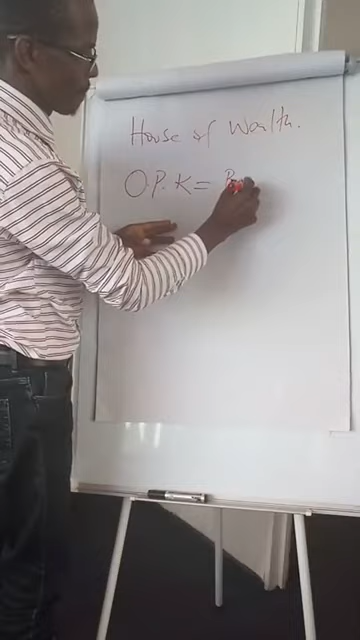 House of Wealth.
O.P. K =